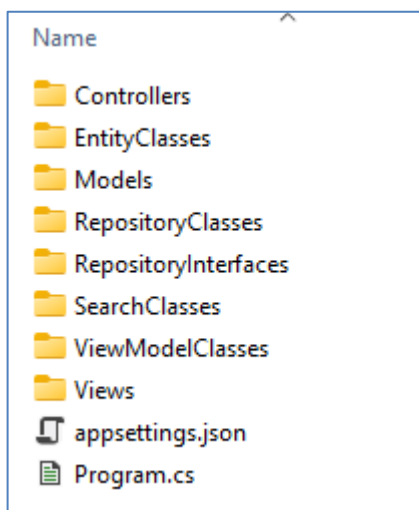 Name
Controllers
EntityClasses
Models
RepositoryClasses
RepositoryInterfaces
SearchClasses
ViewModelClasses
Views
appsettings.json
Program.cs